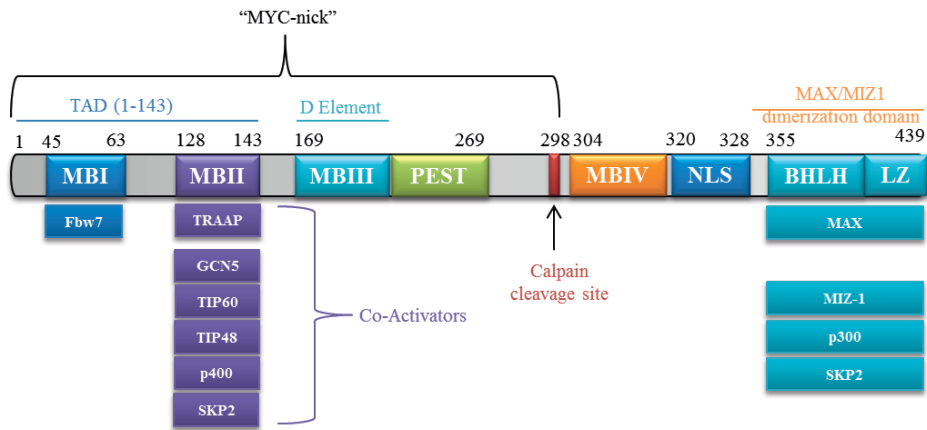 “MYC-nick”
TAD (1-143)
D Element
MAX/MIZ1
dimerization domain
1 45 63 128 143 169 269 298 304 320 328 355 439
MBI MBII MBIII PEST MBIV NLS BHLH LZ
Fbw7 TRAAP MAX
GCN5
TIP60
TIP48
p400
SKP2
Co-Activators
Calpain
cleavage site
MIZ-1
p300
SKP2